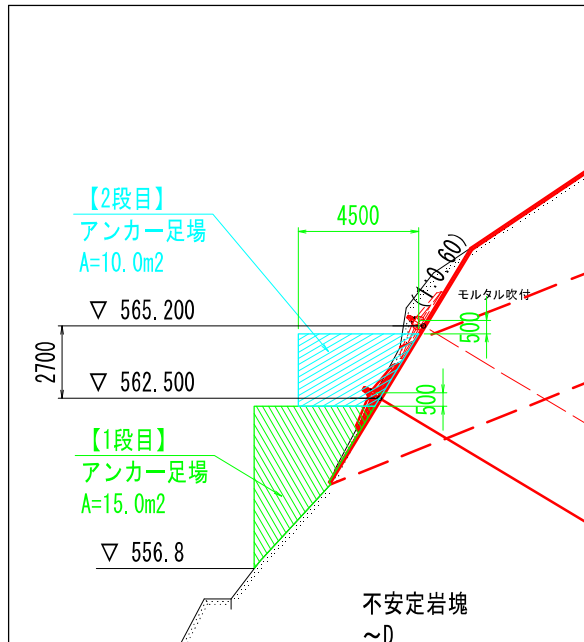 【2段目】
アンカー足場
A=10.0m2
4500
(1:0.60)
モルタル吹付
▽ 565.200
500
2700
▽ 562.500
500
【1段目】
アンカー足場
A=15.0m2
▽ 556.8
不安定岩塊
～D